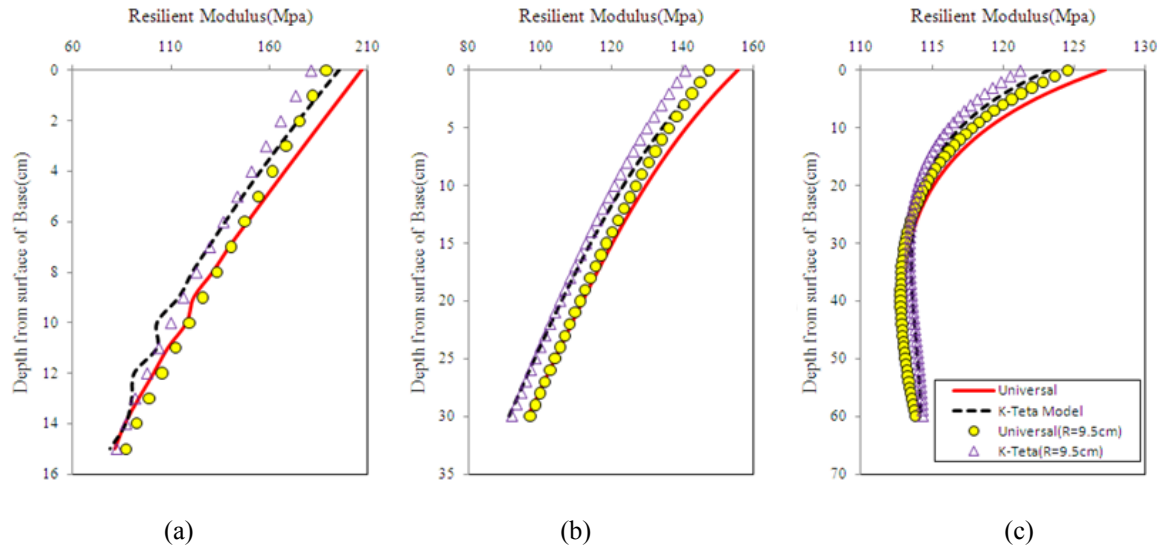 Resilient Modulus(Mpa)
60 110 160 210
0
2
4
6
8
10
12
14
16
Depth from surface of Base(cm)
(a)
Resilient Modulus(Mpa)
80 100 120 140 160
0
5
10
15
20
25
30
35
Depth from surface of Base(cm)
(b)
Resilient Modulus(Mpa)
110 115 120 125 130
0
10
20
30
40
50
60
70
Depth from surface of Base(cm)
Universal
K-Teta Model
Universal(R=9.5cm)
K-Teta(R=9.5cm)
(c)